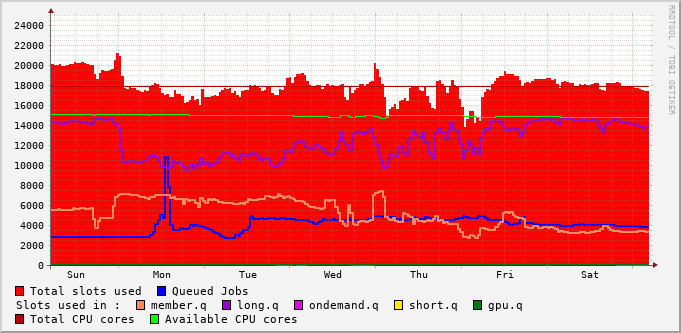 24000
22000
20000
18000
16000
14000
12000
10000
8000
6000
4000
2000
0
Sun Mon Tue Wed Thu Fri Sat
RRDTOOL / TOBI OETIKER
Total slots used Queued Jobs
Slots used in : member.q long.q ondemand.q short.q gpu.q
Total CPU cores Available CPU cores